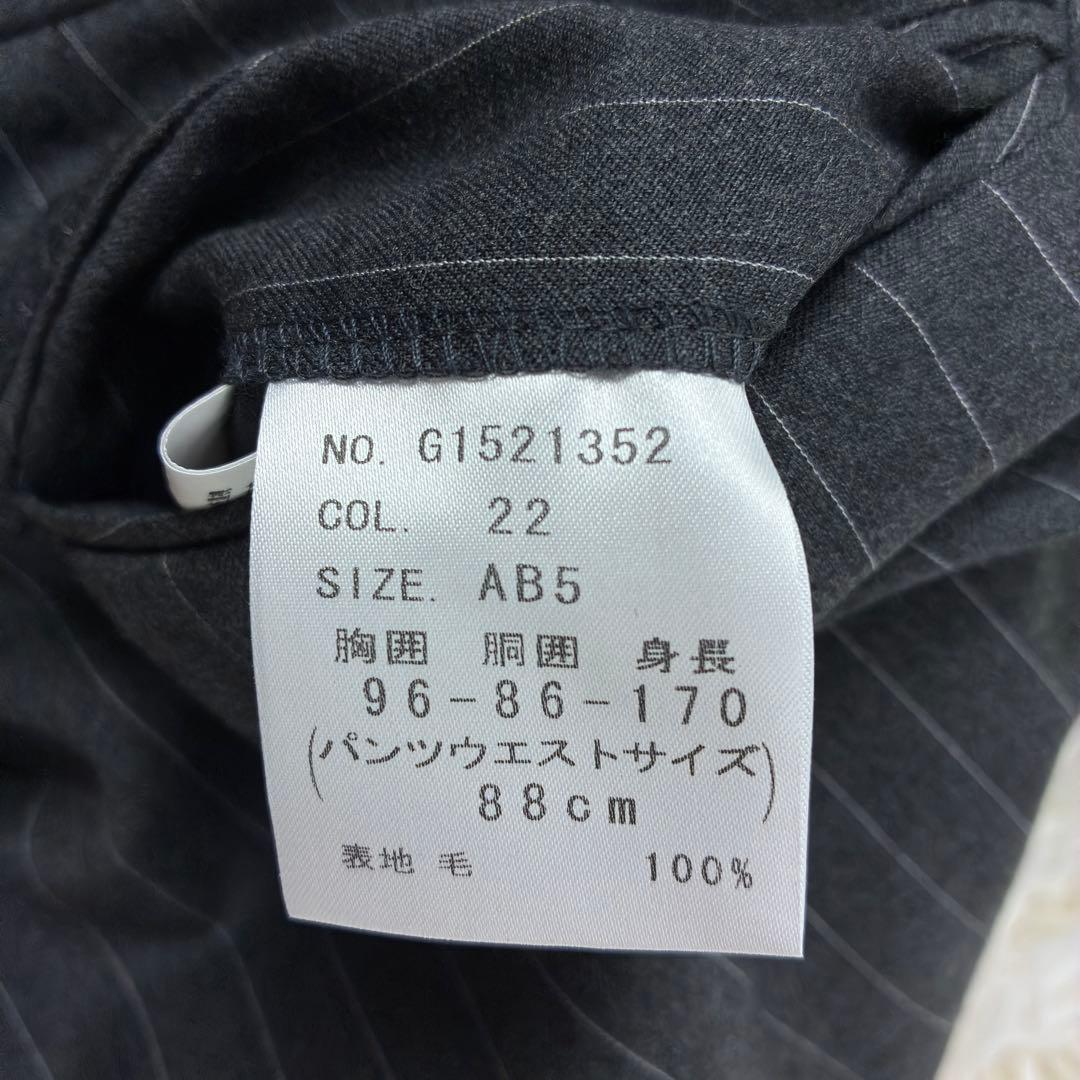 NO. G1521352
COL. 22
SIZE. AB5
胸囲 胴囲 身長
96-86-170
(パンツウエストサイズ)
88cm
表地 毛 100%